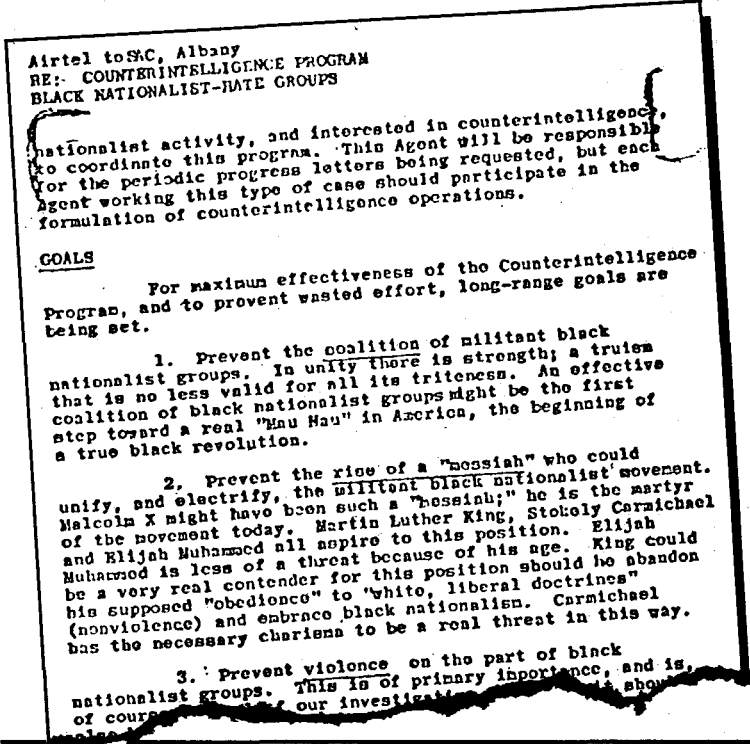 Airtel to SAC, Albany
RE: COUNTERINTELLIGENCE PROGRAM
BLACK NATIONALIST-HATE GROUPS
nationalist activity, and interested in counterintelligence,
to coordinate this program. This Agent will be responsible
for the periodic progress letters being requested, but each
Agent working this type of case should participate in the
formulation of counterintelligence operations.
GOALS
For maximum effectiveness of the Counterintelligence
Program, and to prevent wasted effort, long-range goals are
being set.
1. Prevent the coalition of militant black
nationalist groups. In unity there is strength; a truism
that is no less valid for all its triteness. An effective
coalition of black nationalist groups might be the first
step toward a real "Mau Mau" in America, the beginning of
a true black revolution.
2. Prevent the rise of a "messiah" who could
unify, and electrify, the militant black nationalist movement.
Malcolm X might have been such a "messiah;" he is the martyr
of the movement today. Martin Luther King, Stokely Carmichael
and Elijah Muhammed all aspire to this position. Elijah
Muhammed is less of a threat because of his age. King could
be a very real contender for this position should he abandon
his supposed "obedience" to "white, liberal doctrines"
(nonviolence) and embrace black nationalism. Carmichael
has the necessary charisma to be a real threat in this way.
3. Prevent violence on the part of black
nationalist groups. This is of primary importance, and is,
of cour our investigat